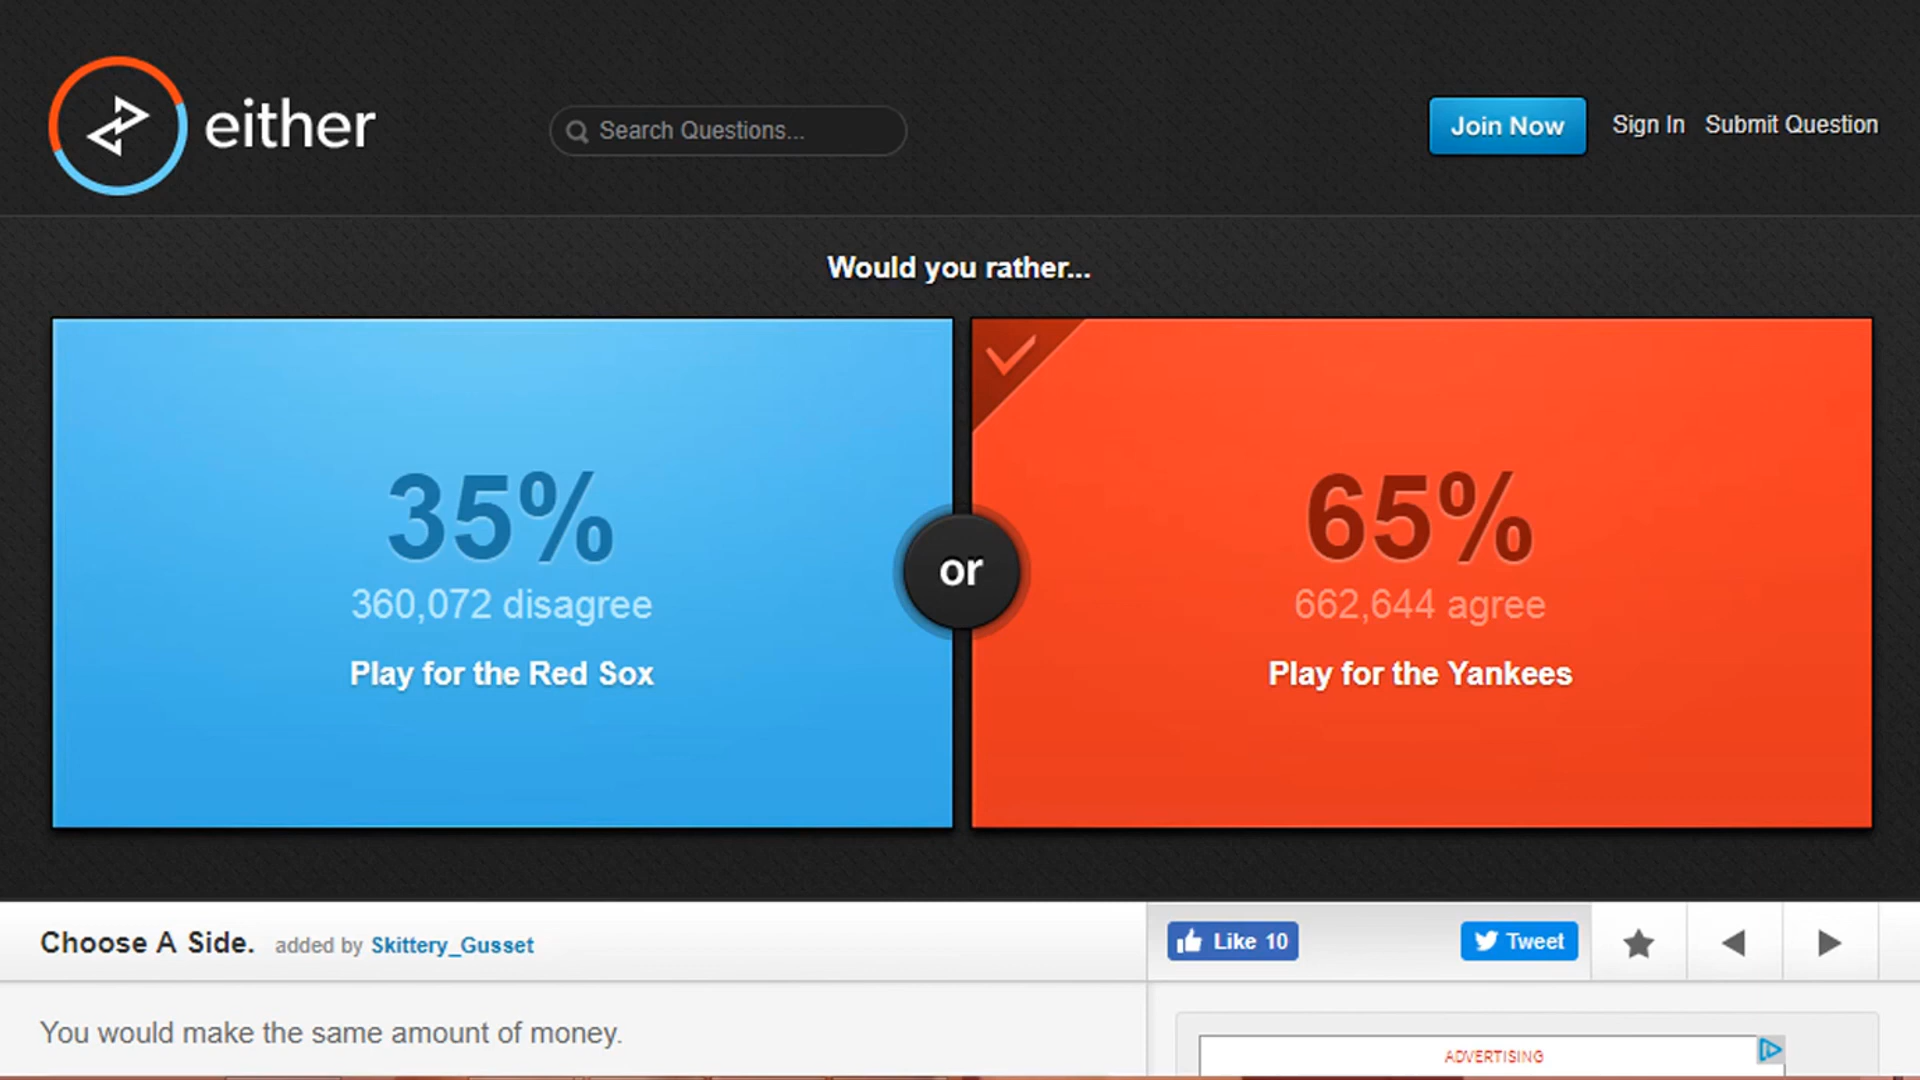 either
Search Questions...
Join Now
Sign In
Submit Question
Would you rather...
35%
360,072 disagree
Play for the Red Sox
or
65%
662,644 agree
Play for the Yankees
Choose A Side. added by Skittery_Gusset
Like 10
Tweet
You would make the same amount of money.
ADVERTISING